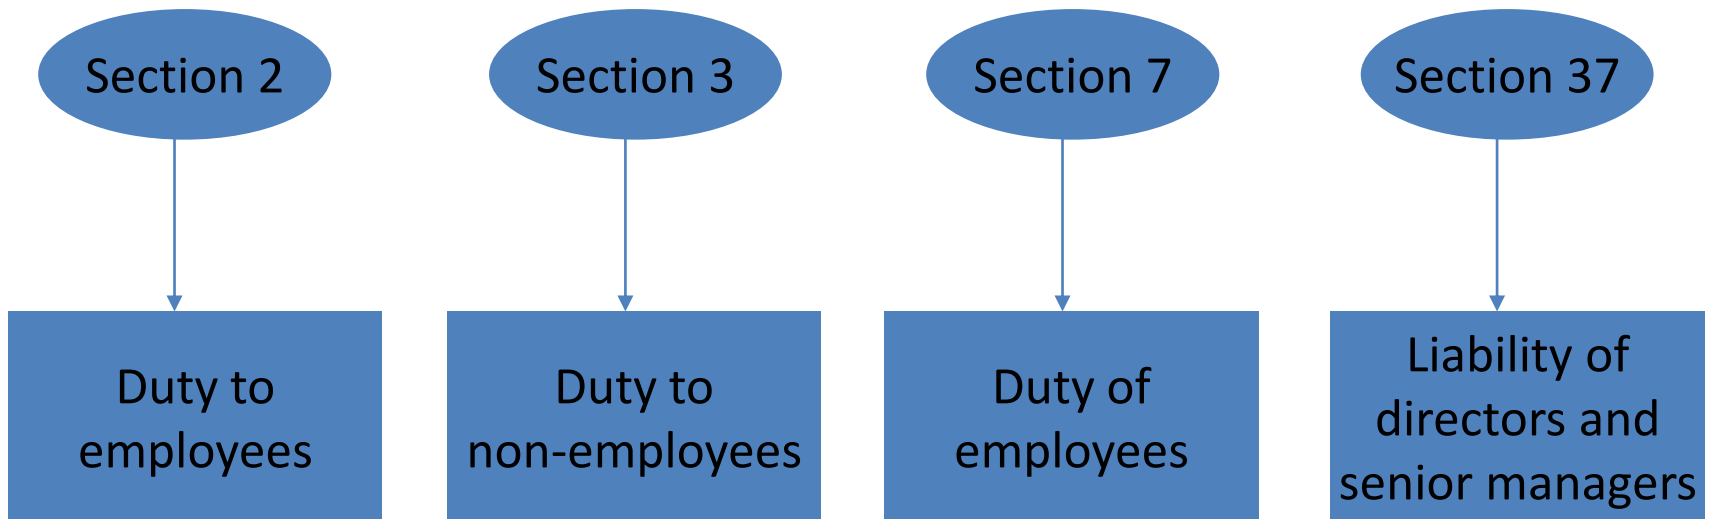 Section 2
Section 3
Section 7
Section 37
Duty to
employees
Duty to
non-employees
Duty of
employees
Liability of
directors and
senior managers